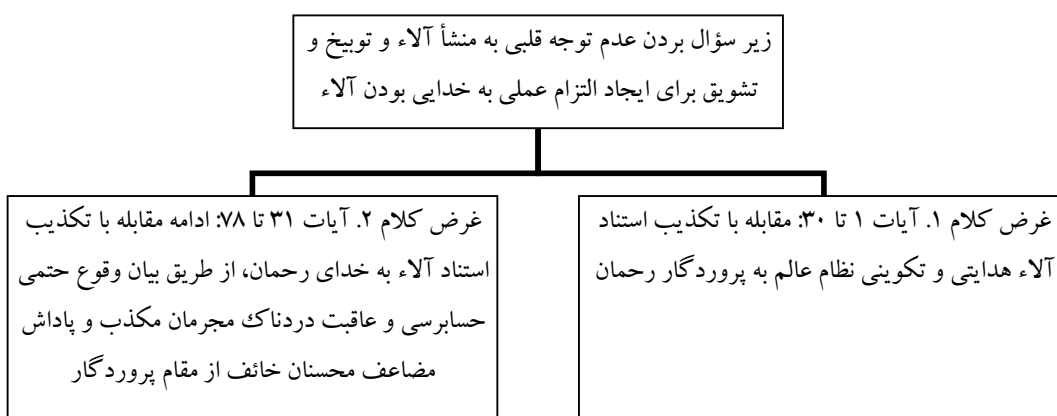 زیر سؤال بردن عدم توجه قلبی به منشأ آلاء و توبیخ و
تشویق برای ایجاد التزام عملی به خدایی بودن آلاء
غرض کلام ۱. آیات ۱ تا ۳۰: مقابله با تکذیب استناد
آلاء هدایتی و تکوینی نظام عالم به پروردگار رحمان
غرض کلام ۲. آیات ۳۱ تا ۷۸: ادامه مقابله با تکذیب
استناد آلاء به خدای رحمان، از طریق بیان وقوع حتمی
حسابرسی و عاقبت دردناک مجرمان مکذب و پاداش
مضاعف محسنان خائف از مقام پروردگار